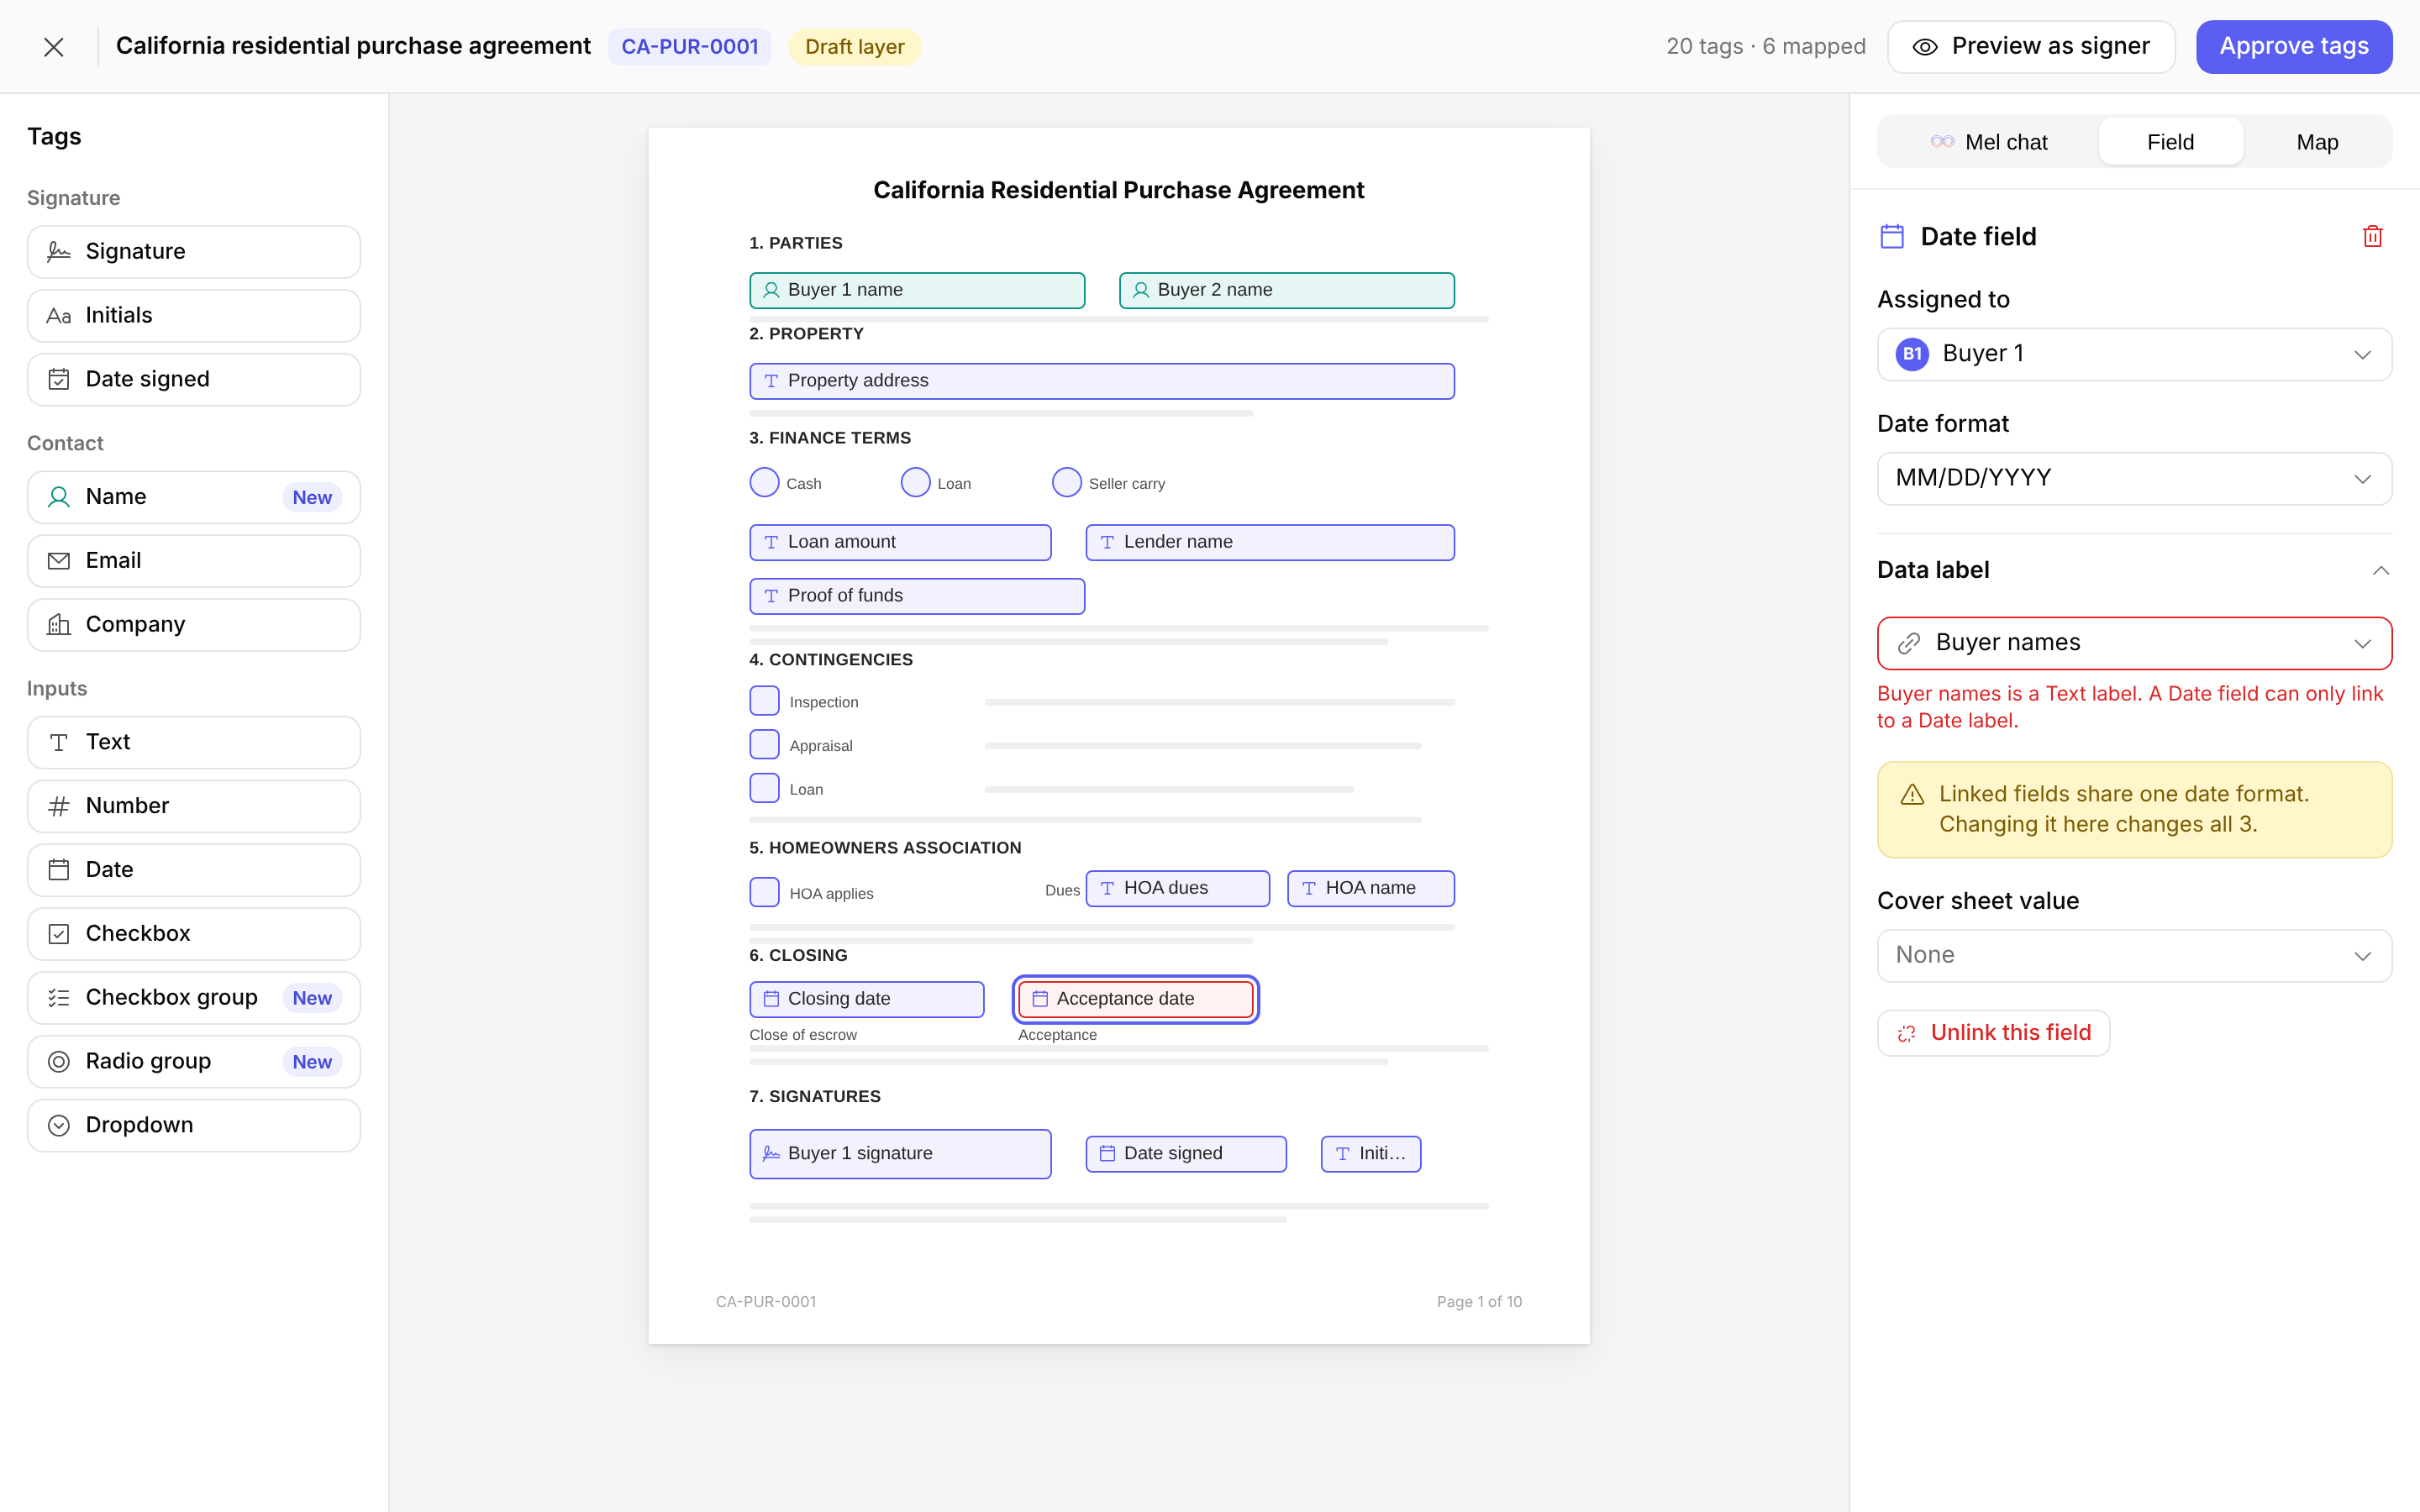 California residential purchase agreement
CA-PUR-0001
Draft layer
20 tags · 6 mapped
Preview as signer
Approve tags
Tags
Signature
Signature
Initials
Date signed
Contact
Name New
Email
Company
Inputs
Text
Number
Date
Checkbox
Checkbox group New
Radio group New
Dropdown
California Residential Purchase Agreement
1. PARTIES
Buyer 1 name
Buyer 2 name
2. PROPERTY
Property address
3. FINANCE TERMS
Cash
Loan
Seller carry
Loan amount
Lender name
Proof of funds
4. CONTINGENCIES
Inspection
Appraisal
Loan
5. HOMEOWNERS ASSOCIATION
HOA applies
Dues
HOA dues
HOA name
6. CLOSING
Closing date
Acceptance date
Close of escrow
Acceptance
7. SIGNATURES
Buyer 1 signature
Date signed
Initi...
CA-PUR-0001
Page 1 of 10
Mel chat
Field
Map
Date field
Assigned to
B1 Buyer 1
Date format
MM/DD/YYYY
Data label
Buyer names
Buyer names is a Text label. A Date field can only link
to a Date label.
Linked fields share one date format.
Changing it here changes all 3.
Cover sheet value
None
Unlink this field